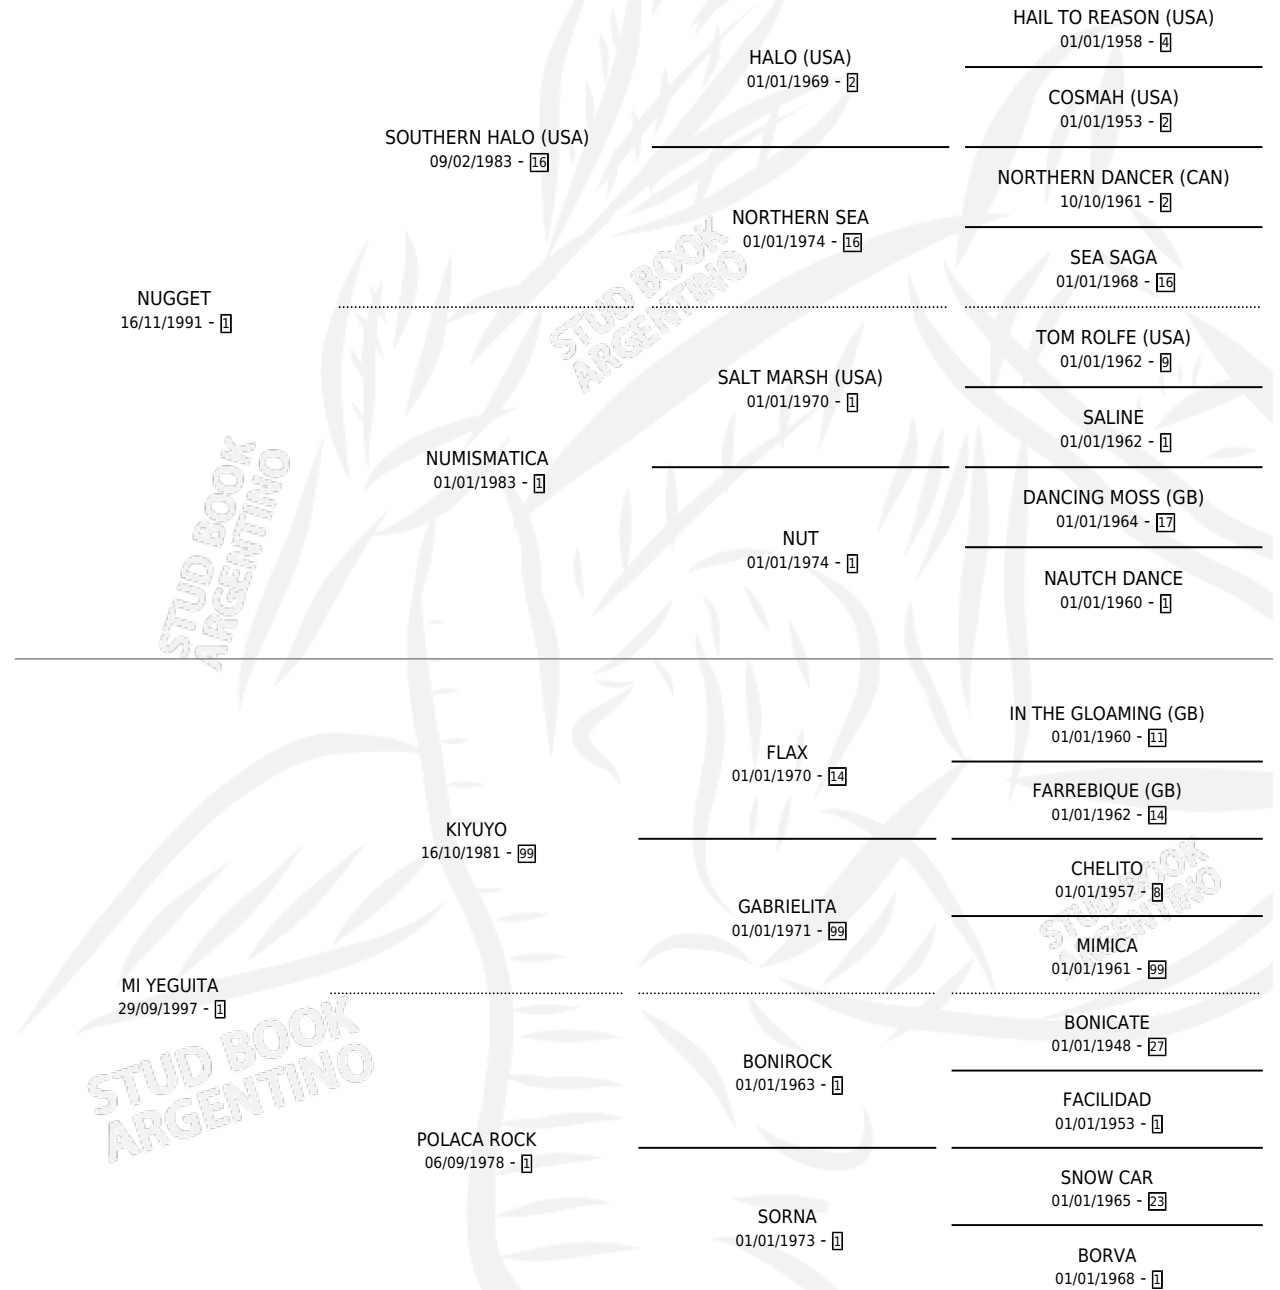 HAIL TO REASON (USA)
01/01/1958 - 4
HALO (USA)
01/01/1969 - 2
COSMAH (USA)
01/01/1953 - 2
SOUTHERN HALO (USA)
09/02/1983 - 16
NORTHERN DANCER (CAN)
10/10/1961 - 2
NORTHERN SEA
01/01/1974 - 16
SEA SAGA
01/01/1968 - 16
NUGGET
16/11/1991 - 1
STUD BOOK
ARGENTINO
TOM ROLFE (USA)
01/01/1962 - 9
SALT MARSH (USA)
01/01/1970 - 1
SALINE
01/01/1962 - 1
NUMISMATICA
01/01/1983 - 1
DANCING MOSS (GB)
01/01/1964 - 17
NUT
01/01/1974 - 1
NAUTCH DANCE
01/01/1960 - 1
STUD BOOK
ARGENTINO
IN THE GLOAMING (GB)
01/01/1960 - 11
FLAX
01/01/1970 - 14
FARREBIQUE (GB)
01/01/1962 - 14
KIYUYO
16/10/1981 - 99
CHELITO
01/01/1957 - 8
GABRIELITA
01/01/1971 - 99
MIMICA
01/01/1961 - 99
STUD BOOK
ARGENTINO
MI YEGUITA
29/09/1997 - 1
BONICATE
01/01/1948 - 27
BONIROCK
01/01/1963 - 1
FACILIDAD
01/01/1953 - 1
STUD BOOK
ARGENTINO
POLACA ROCK
06/09/1978 - 1
SNOW CAR
01/01/1965 - 23
SORNA
01/01/1973 - 1
BORVA
01/01/1968 - 1